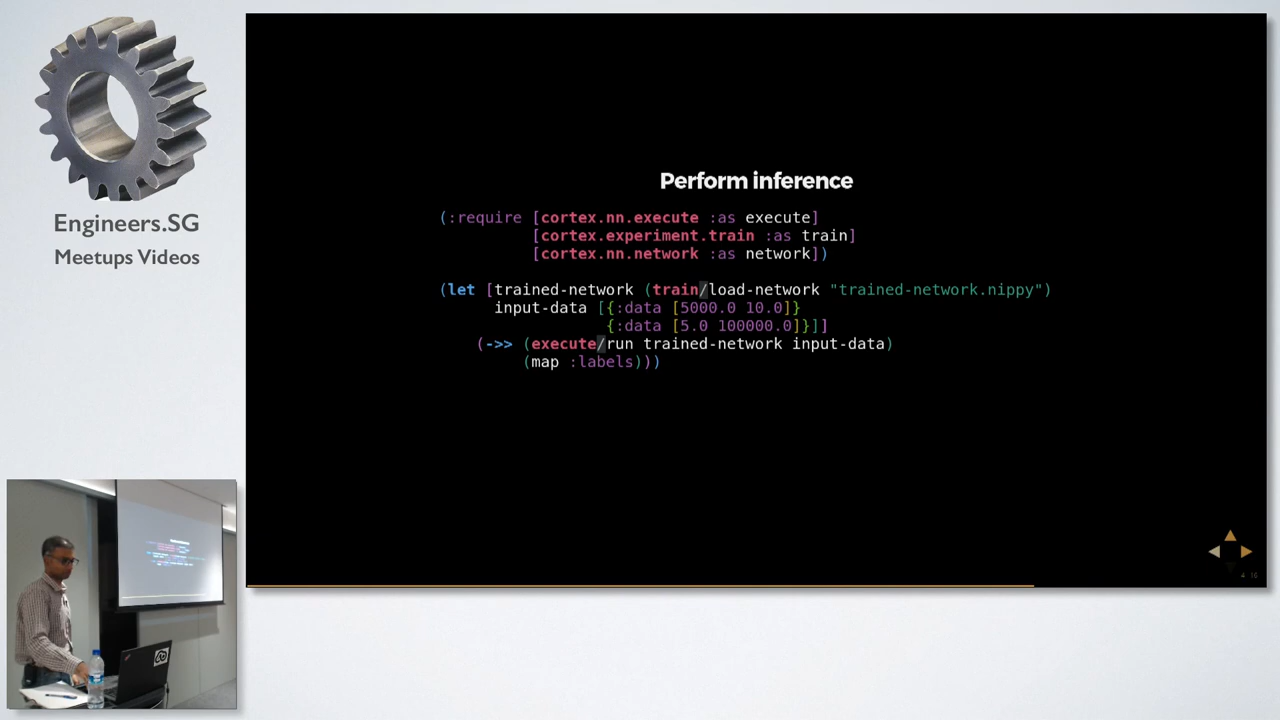 Engineers.SG
Meetups Videos
Perform inference
(:require [cortex.nn.execute :as execute]
[cortex.experiment.train :as train]
[cortex.nn.network :as network])
(let [trained-network (train/load-network "trained-network.nippy")
input-data [{:data [5000.0 10.0]}
{:data [5.0 100000.0]}]]
(->> (execute/run trained-network input-data)
(map :labels)))